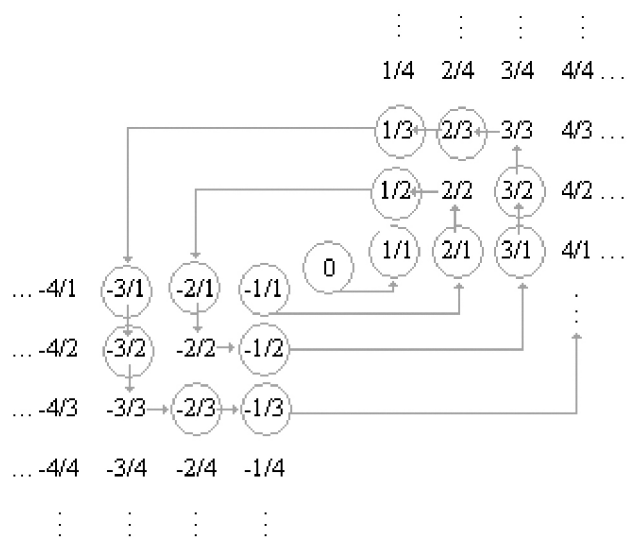 1/4 2/4 3/4 4/4 ...
1/3 2/3 3/3 4/3 ...
1/2 2/2 3/2 4/2 ...
1/1 2/1 3/1 4/1 ...
0
... -4/1 -3/1 -2/1 -1/1
... -4/2 -3/2 -2/2 -1/2
... -4/3 -3/3 -2/3 -1/3
... -4/4 -3/4 -2/4 -1/4